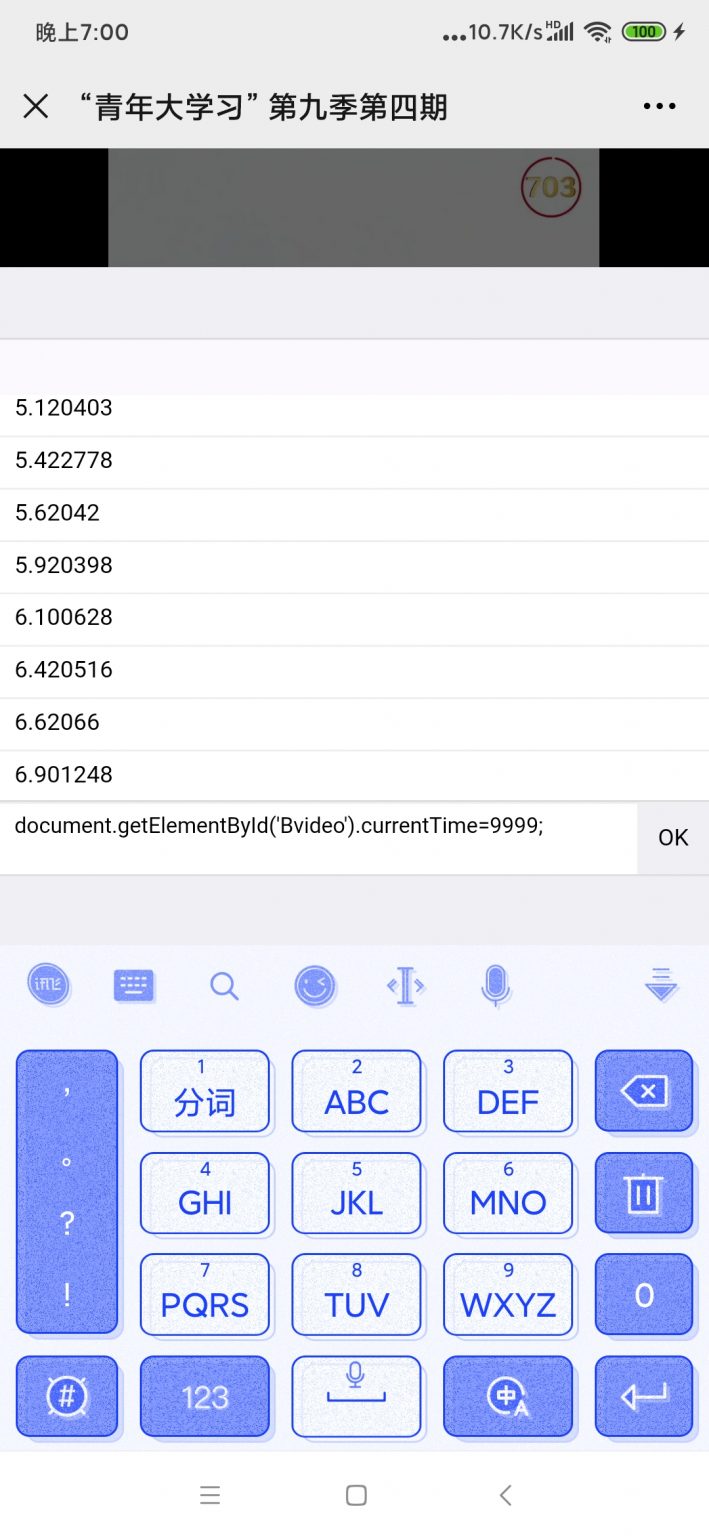 晚上7:00
...10.7K/s HD 100
“青年大学习” 第九季第四期
703
5.120403
5.422778
5.62042
5.920398
6.100628
6.420516
6.62066
6.901248
document.getElementById('Bvideo').currentTime=9999;
OK
iFLY
,
。
?
!
1
分词
2
ABC
3
DEF
4
GHI
5
JKL
6
MNO
7
PQRS
8
TUV
9
WXYZ
0
#
123
中A